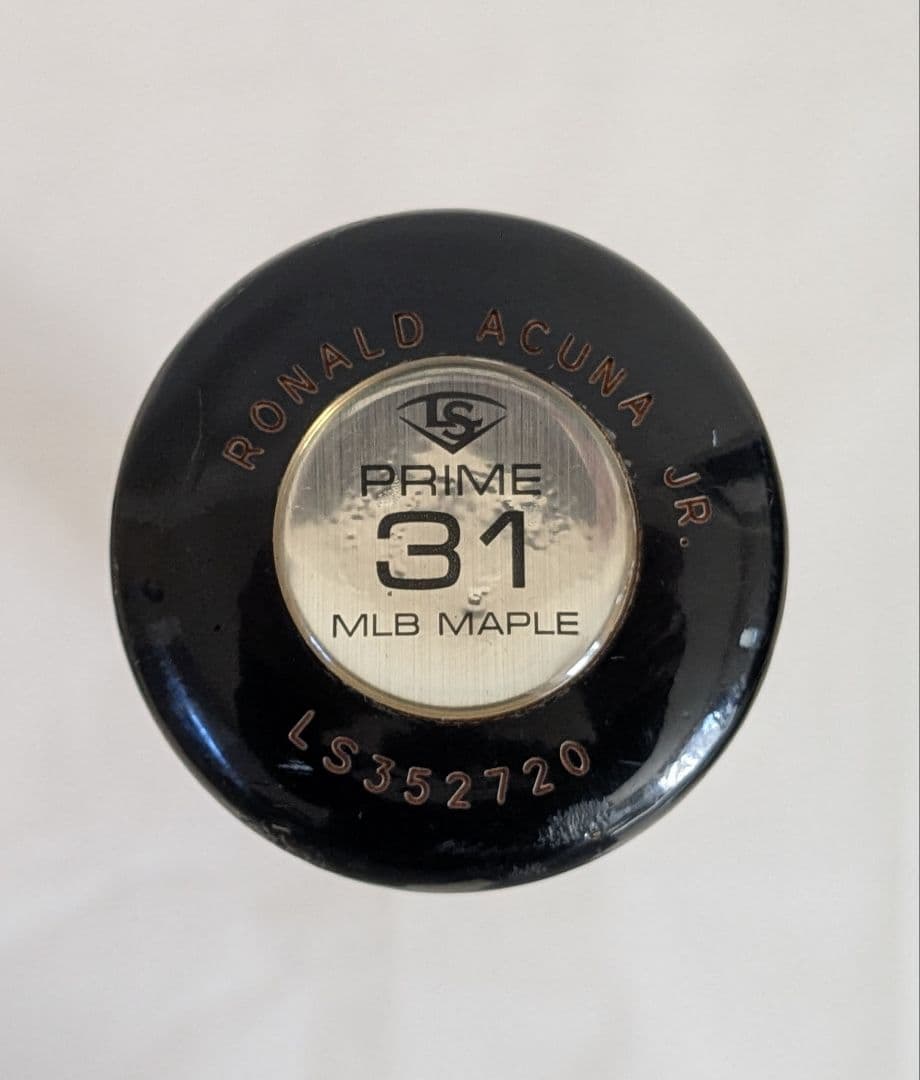 RONALD ACUNA JR.
LS
PRIME
31
MLB MAPLE
LS352720